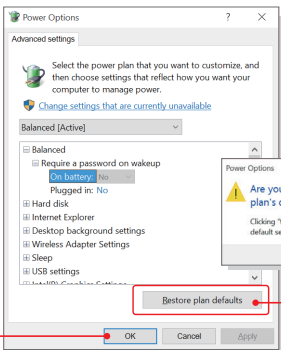 Power Options
Advanced settings
Select the power plan that you want to customize, and
then choose settings that reflect how you want your
computer to manage power.
Change settings that are currently unavailable
Balanced [Active]
Balanced
Require a password on wakeup
On battery: No
Plugged in: No
Hard disk
Internet Explorer
Desktop background settings
Wireless Adapter Settings
Sleep
USB settings
Intel(R) Graphics Settings
Power Options
Are you
plan's
Clicking
default
Restore plan defaults
OK Cancel Apply